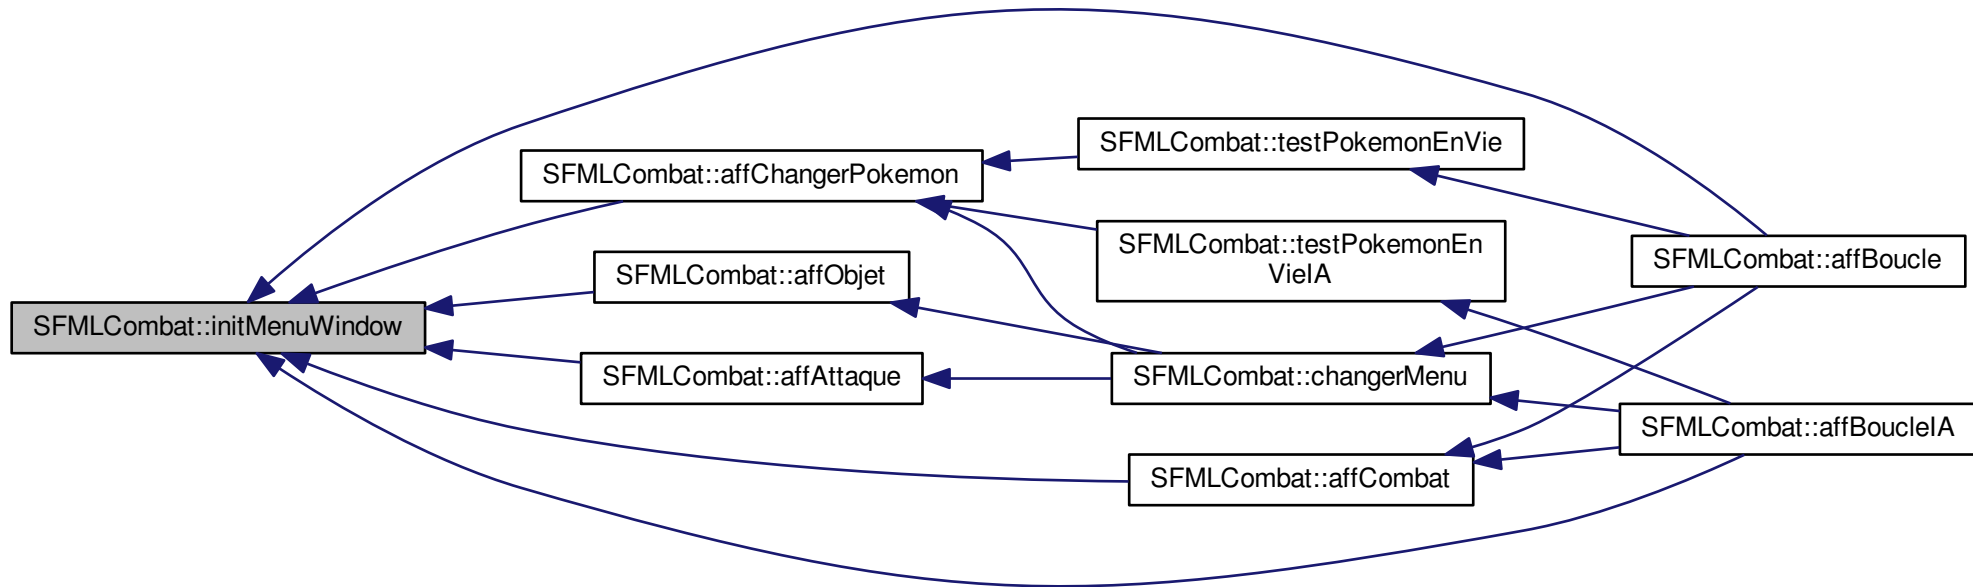 SFMLCombat::initMenuWindow
SFMLCombat::affChangerPokemon
SFMLCombat::affObjet
SFMLCombat::affAttaque
SFMLCombat::testPokemonEnVie
SFMLCombat::testPokemonEn
VieIA
SFMLCombat::changerMenu
SFMLCombat::affCombat
SFMLCombat::affBoucle
SFMLCombat::affBoucleIA